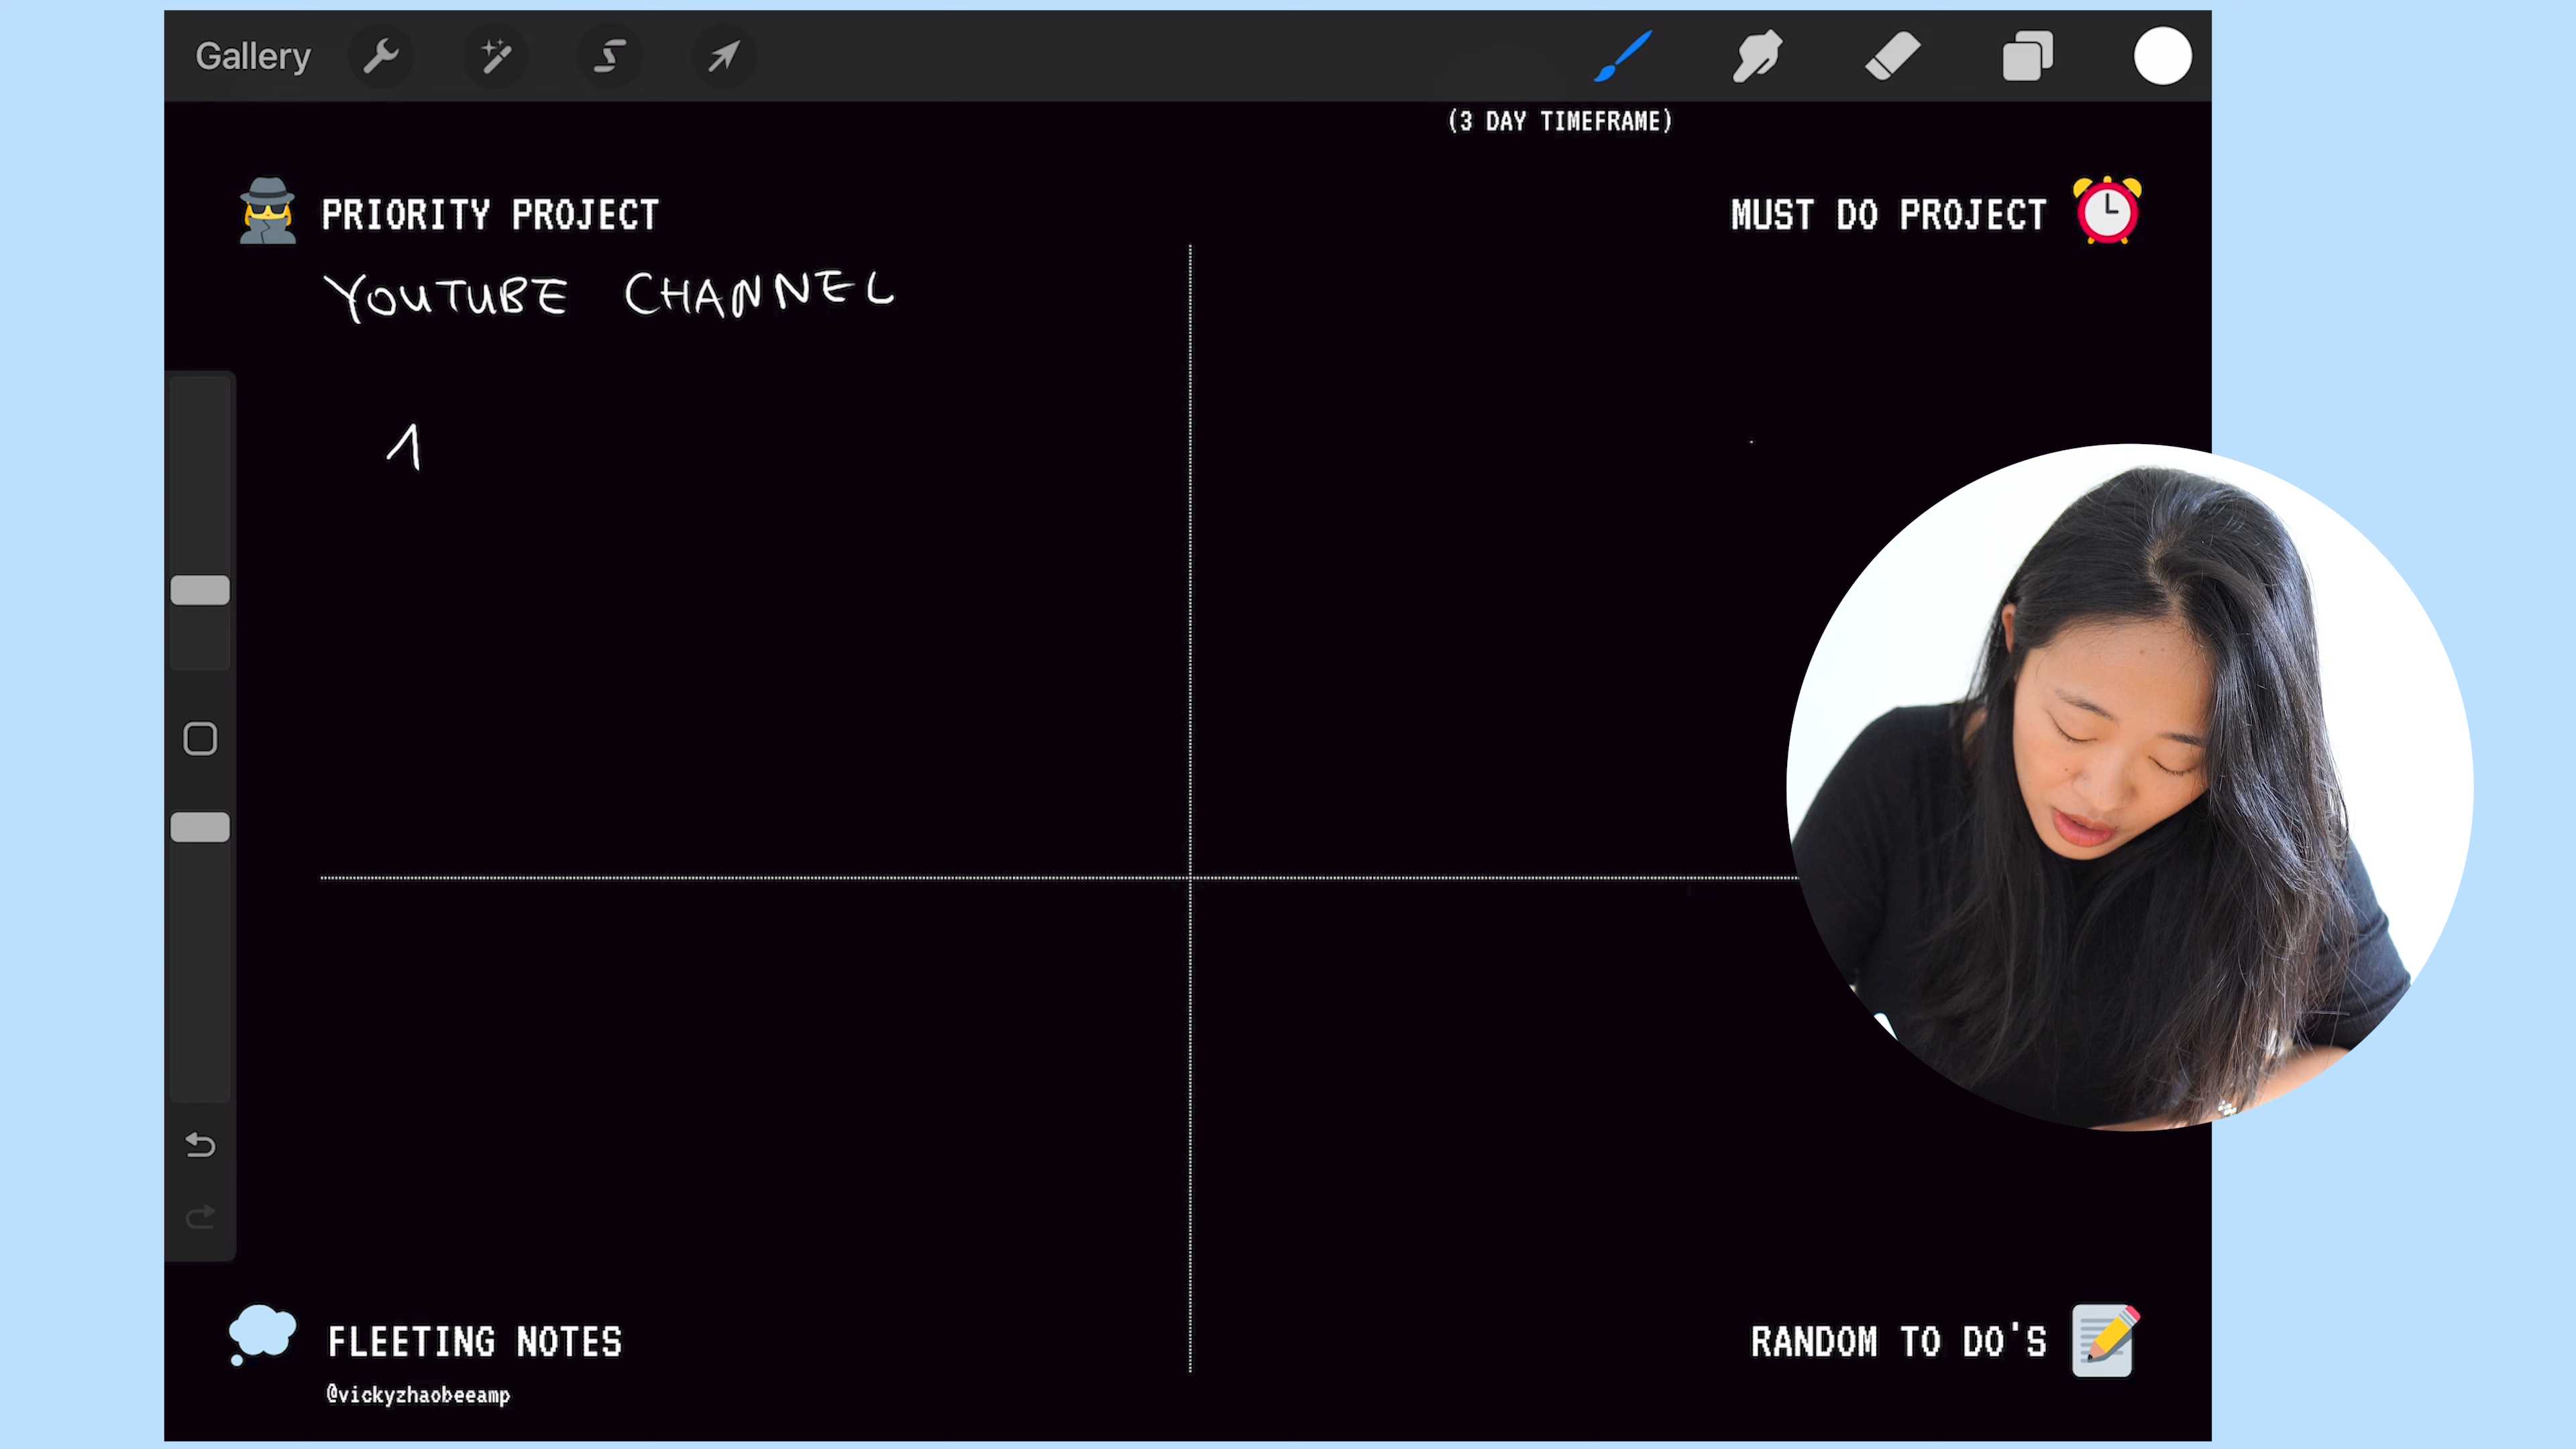 Gallery
(3 DAY TIMEFRAME)
PRIORITY PROJECT
MUST DO PROJECT
YOUTUBE CHANNEL
1
FLEETING NOTES
RANDOM TO DO'S
@vickyzhaobeeamp